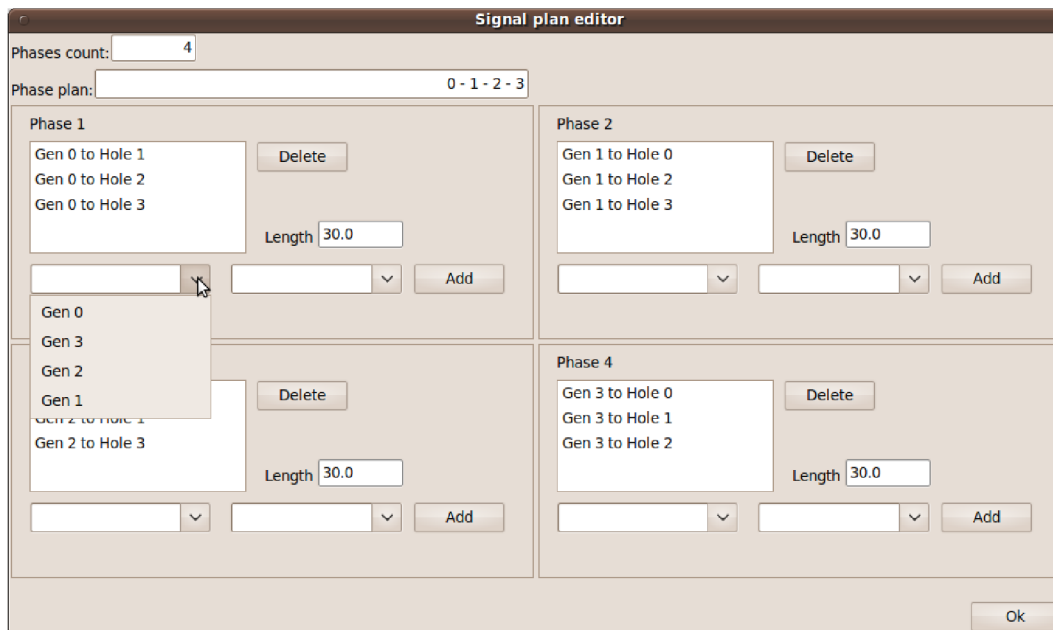 Signal plan editor
Phases count: 4
Phase plan: 0 - 1 - 2 - 3
Phase 1
Gen 0 to Hole 1
Gen 0 to Hole 2
Gen 0 to Hole 3
Delete
Length 30.0
Add
Gen 0
Gen 3
Gen 2
Gen 1
Phase 2
Gen 1 to Hole 0
Gen 1 to Hole 2
Gen 1 to Hole 3
Delete
Length 30.0
Add
Gen 2 to Hole 1
Gen 2 to Hole 3
Delete
Length 30.0
Add
Phase 4
Gen 3 to Hole 0
Gen 3 to Hole 1
Gen 3 to Hole 2
Delete
Length 30.0
Add
Ok